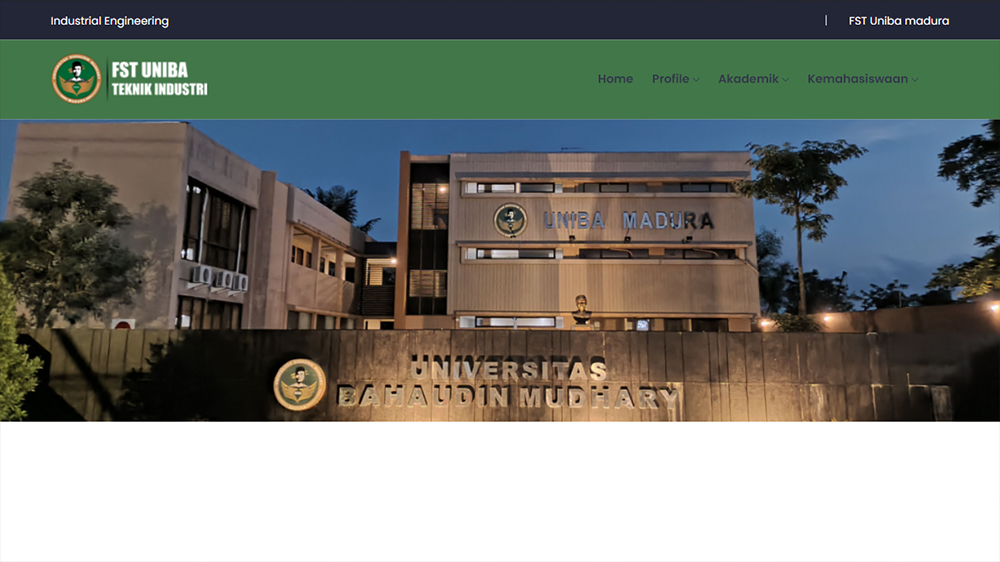 Industrial Engineering
| FST Uniba madura
FST UNIBA
TEKNIK INDUSTRI
Home Profile Akademik Kemahasiswaan
UNIBA MADURA
UNIVERSITAS
BAHAUDIN MUDHARY